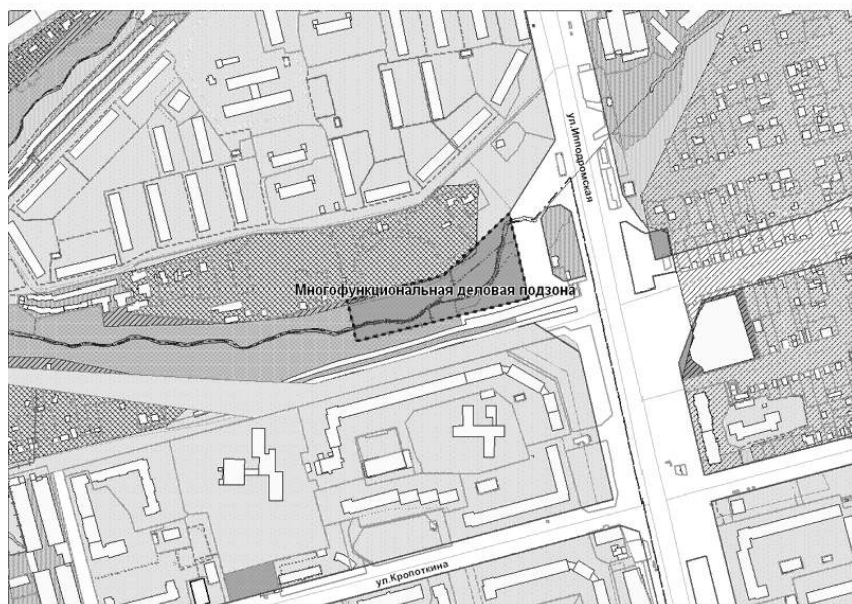 ул.Ипподромская
Многофункциональная деловая подзона
ул.Кропоткина